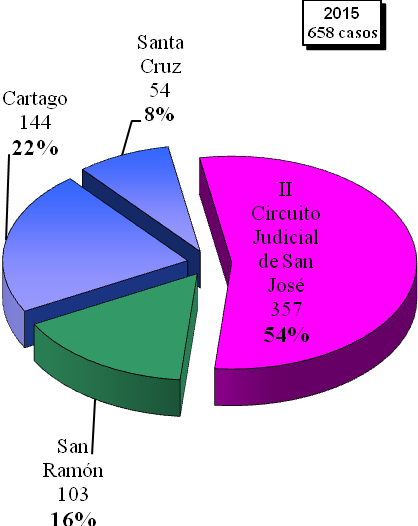 2015
658 casos
Santa
Cruz
54
8%
Cartago
144
22%
II
Circuito
Judicial
de San
José
357
54%
San
Ramón
103
16%